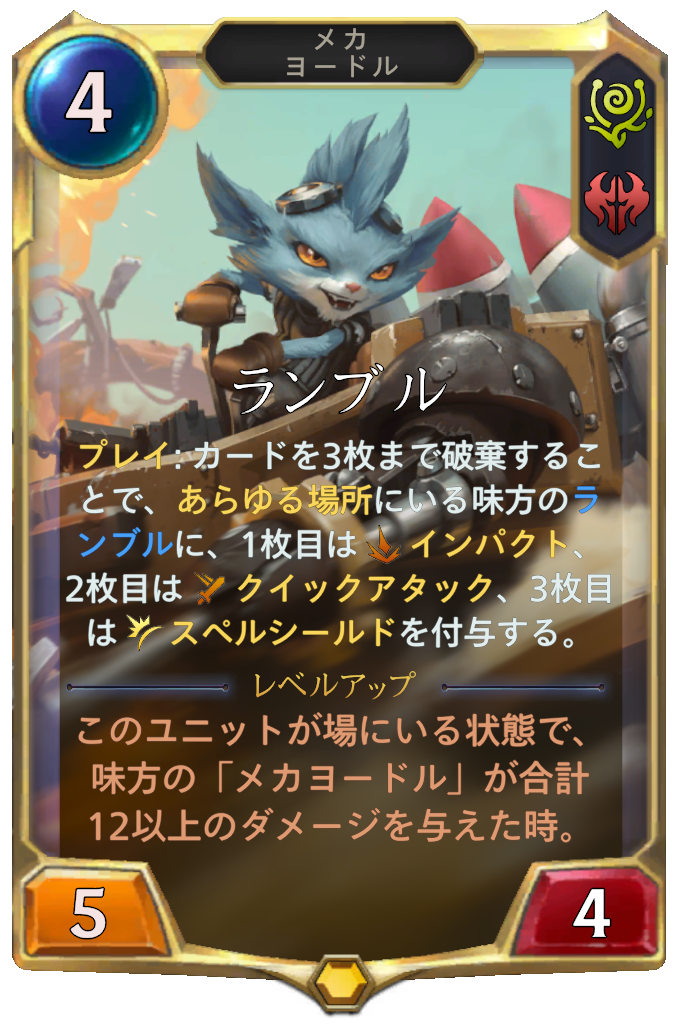 メカ
ヨードル
4
ランブル
プレイ: カードを3枚まで破棄するこ
とで、あらゆる場所にいる味方のラ
ンブルに、1枚目は インパクト、
2枚目は クイックアタック、3枚目
は スペルシールドを付与する。
レベルアップ
このユニットが場にいる状態で、
味方の「メカヨードル」が合計
12以上のダメージを与えた時。
5
4